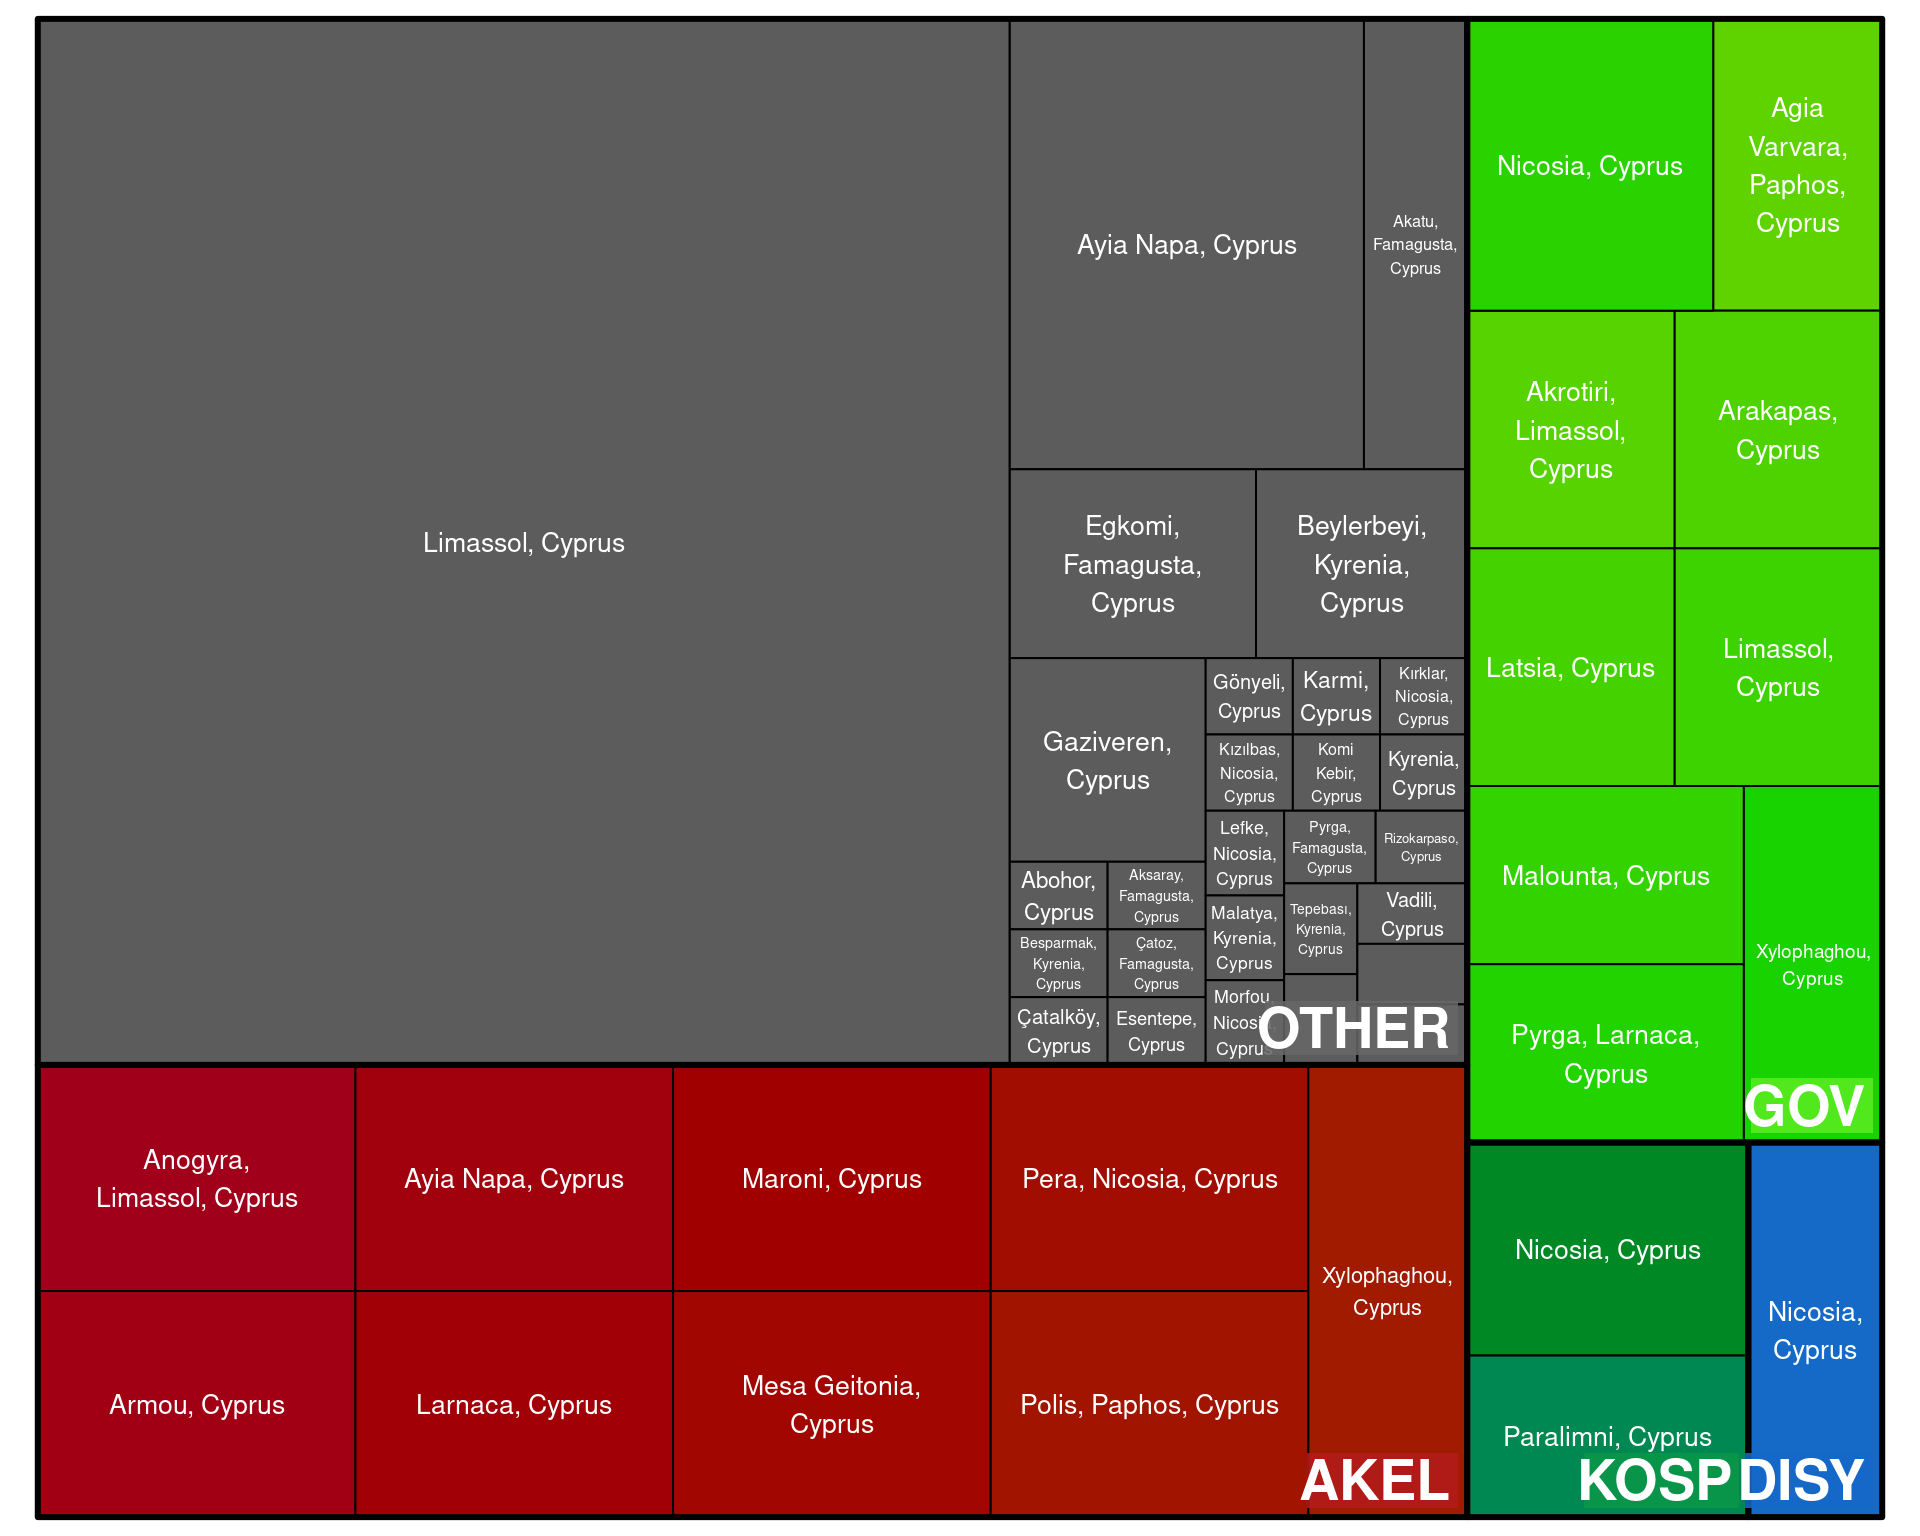 Limassol, Cyprus
Ayia Napa, Cyprus
Akatu,
Famagusta,
Cyprus
Egkomi,
Famagusta,
Cyprus
Beylerbeyi,
Kyrenia,
Cyprus
Gaziveren,
Cyprus
Gönyeli,
Cyprus
Karmi,
Cyprus
Kırklar,
Nicosia,
Cyprus
Kızılbas,
Nicosia,
Cyprus
Komi
Kebir,
Cyprus
Kyrenia,
Cyprus
Abohor,
Cyprus
Aksaray,
Famagusta,
Cyprus
Besparmak,
Kyrenia,
Cyprus
Çatoz,
Famagusta,
Cyprus
Çatalköy,
Cyprus
Esentepe,
Cyprus
Lefke,
Nicosia,
Cyprus
Malatya,
Kyrenia,
Cyprus
Morfou,
Nicosia,
Cyprus
Pyrga,
Famagusta,
Cyprus
Rizokarpaso,
Cyprus
Tepebası,
Kyrenia,
Cyprus
Vadili,
Cyprus
OTHER
Nicosia, Cyprus
Agia
Varvara,
Paphos,
Cyprus
Akrotiri,
Limassol,
Cyprus
Arakapas,
Cyprus
Latsia, Cyprus
Limassol,
Cyprus
Malounta, Cyprus
Xylophaghou,
Cyprus
Pyrga, Larnaca,
Cyprus
GOV
Anogyra,
Limassol, Cyprus
Ayia Napa, Cyprus
Maroni, Cyprus
Pera, Nicosia, Cyprus
Xylophaghou,
Cyprus
Armou, Cyprus
Larnaca, Cyprus
Mesa Geitonia,
Cyprus
Polis, Paphos, Cyprus
AKEL
Nicosia, Cyprus
Paralimni, Cyprus
KOSP
Nicosia,
Cyprus
DISY